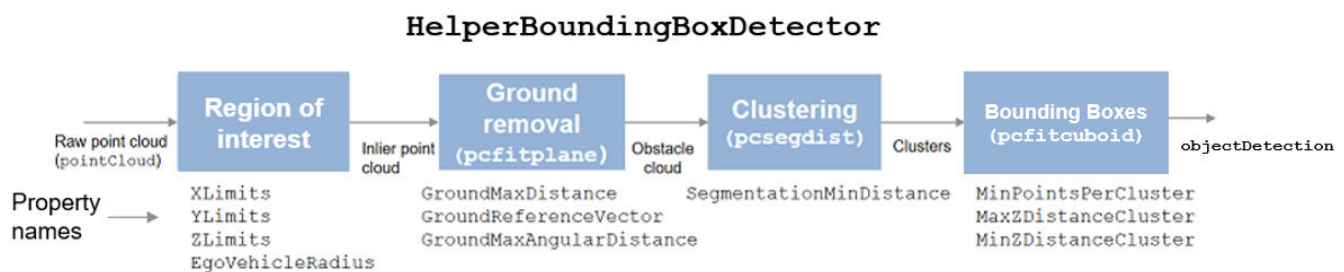 HelperBoundingBoxDetector
Region of
interest
Ground
removal
(pcfitplane)
Clustering
(pcsegdist)
Bounding Boxes
(pcfitcuboid)
Raw point cloud
(pointCloud)
Inlier point
cloud
Obstacle
cloud
Clusters
objectDetection
Property
names
XLimits
YLimits
ZLimits
EgoVehicleRadius
GroundMaxDistance
GroundReferenceVector
GroundMaxAngularDistance
SegmentationMinDistance
MinPointsPerCluster
MaxZDistanceCluster
MinZDistanceCluster